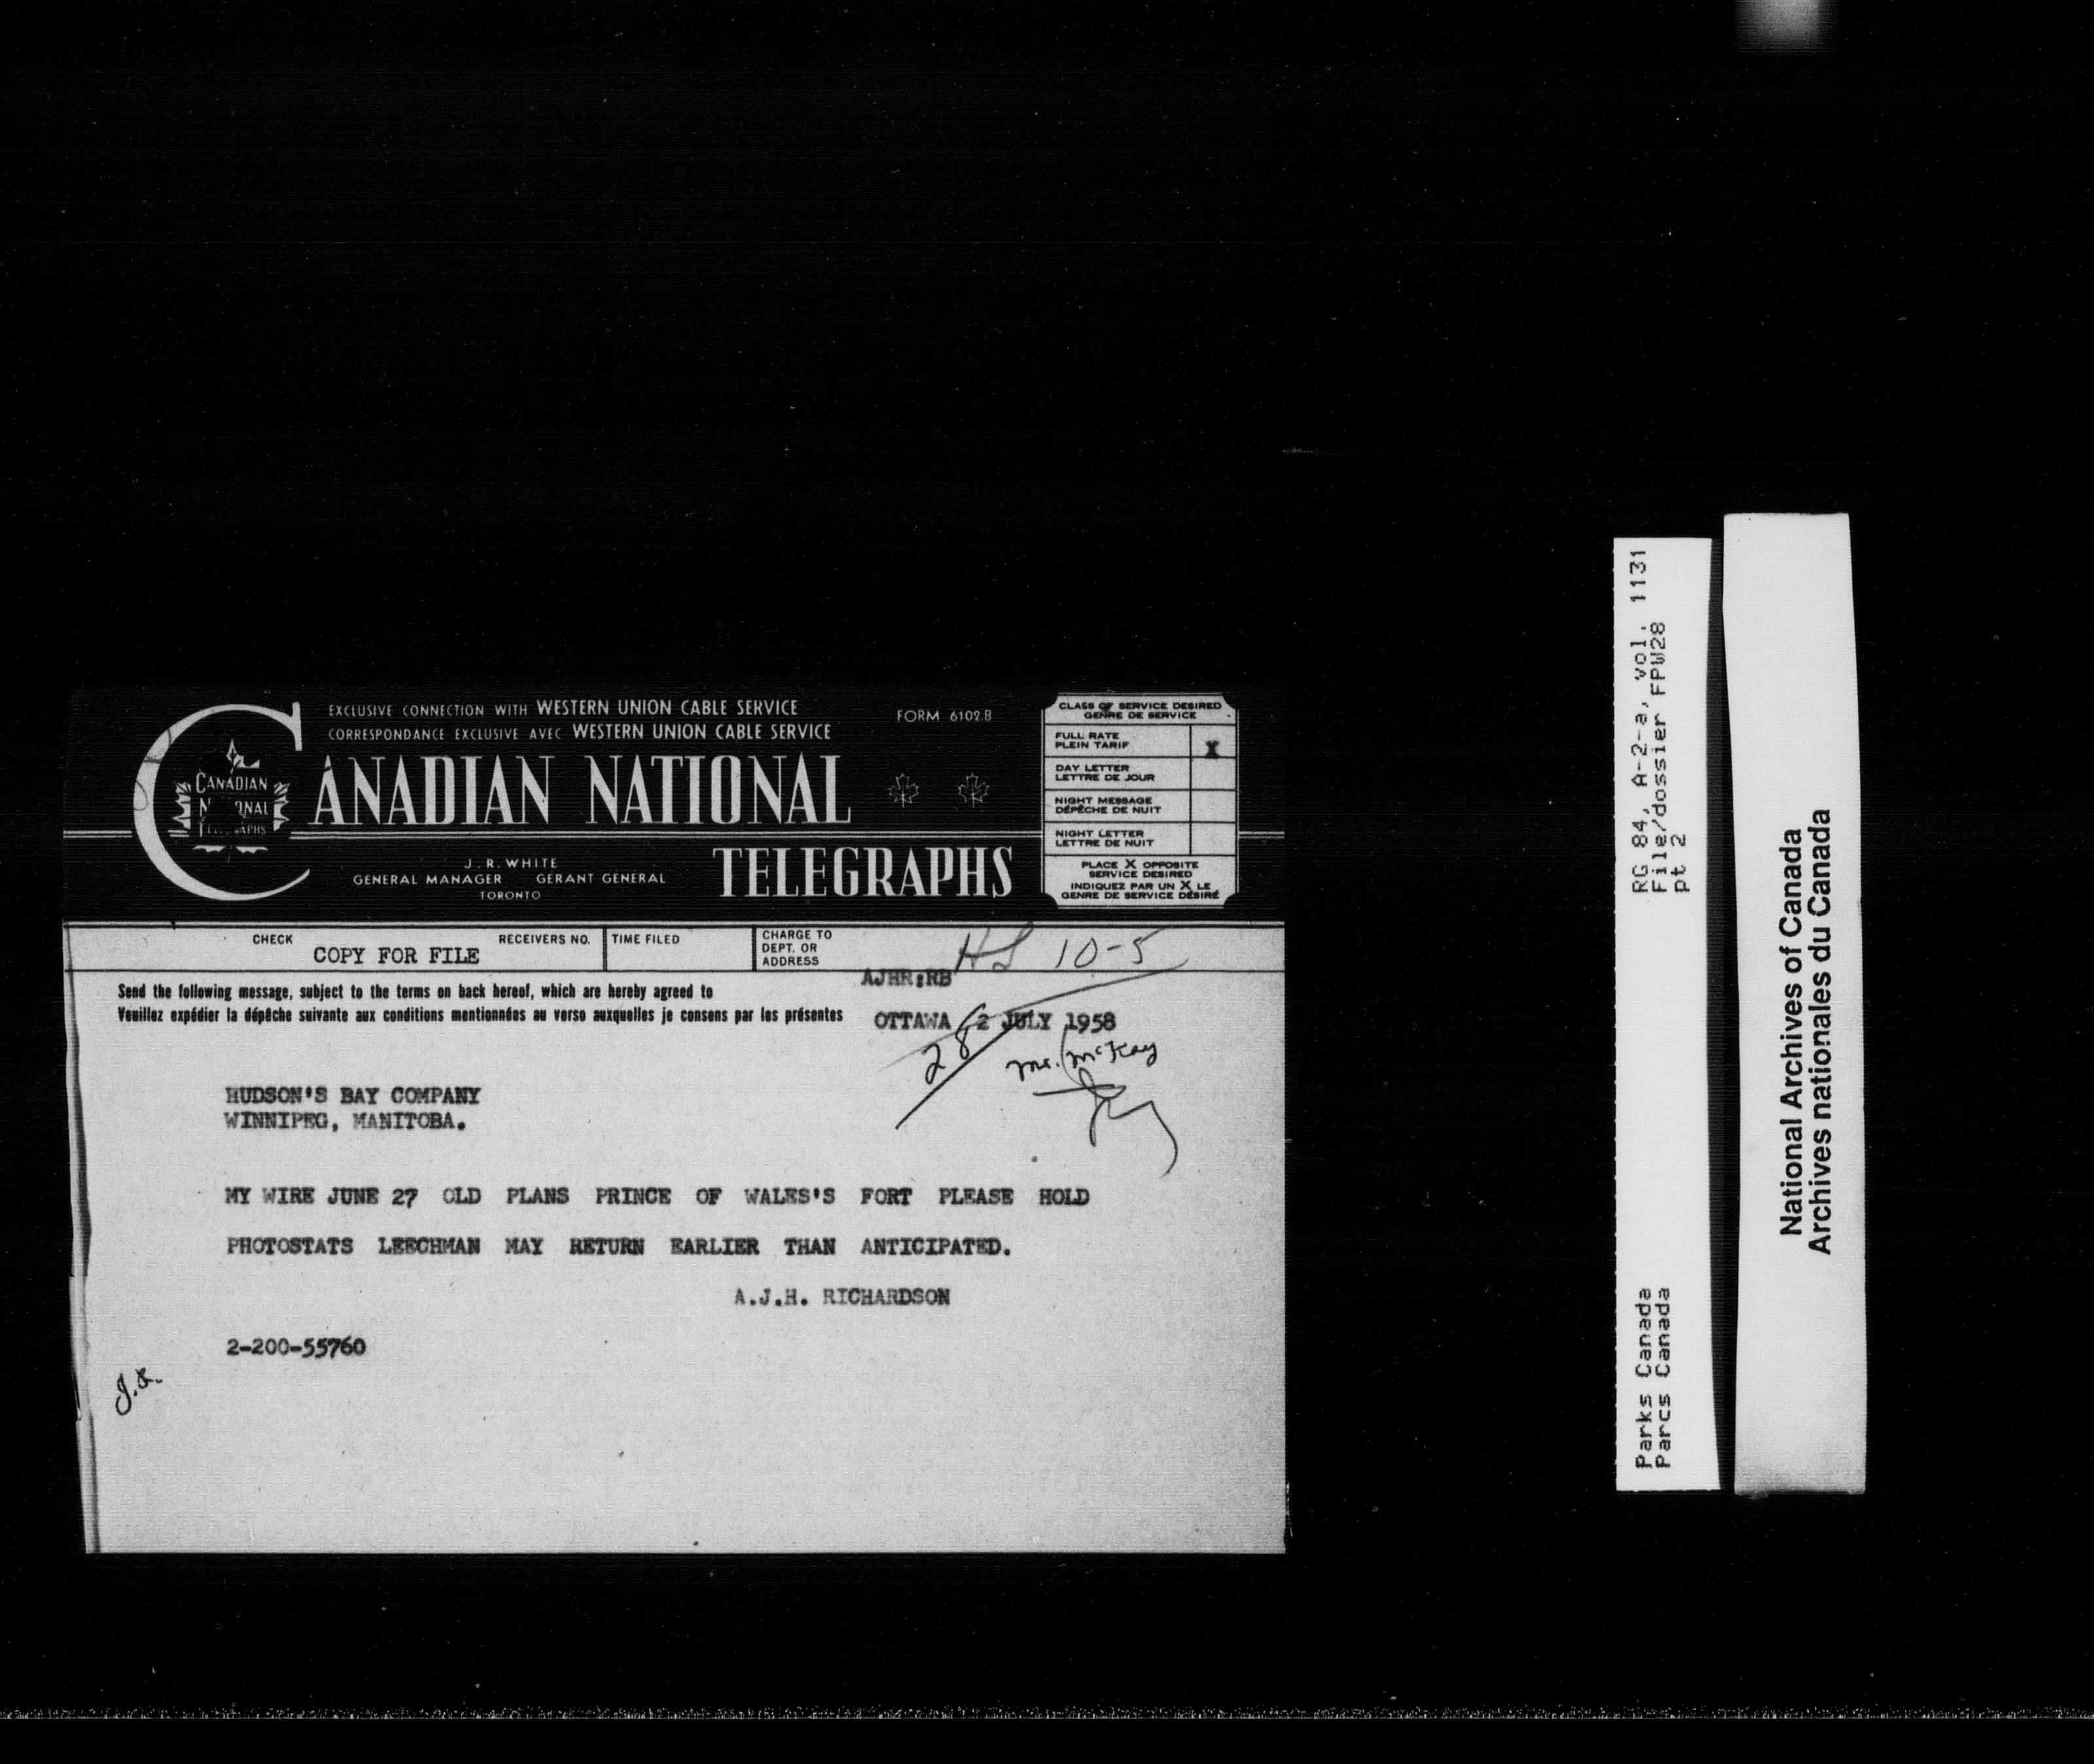 EXCLUSIVE CONNECTION WITH WESTERN UNION CABLE SERVICE
CORRESPONDANCE EXCLUSIVE AVEC WESTERN UNION CABLE SERVICE
FORM 6102.B
CANADIAN NATIONAL
TELEGRAPHS
CANADIAN
J. R. WHITE
GENERAL MANAGER GERANT GENERAL
TORONTO
CLASS OF SERVICE DESIRED
GENRE DE SERVICE
FULL RATE
PLEIN TARIF
X
DAY LETTER
LETTRE DE JOUR
NIGHT MESSAGE
DÉPÊCHE DE NUIT
NIGHT LETTER
LETTRE DE NUIT
PLACE X OPPOSITE
SERVICE DESIRED
INDIQUEZ PAR UN X LE
GENRE DE SERVICE DÉSIRÉ
CHECK
COPY FOR FILE
RECEIVERS NO.
TIME FILED
CHARGE TO
DEPT. OR
ADDRESS
HS 10-5
AJHR:RB
Send the following message, subject to the terms on back hereof, which are hereby agreed to
Veuillez expédier la dépêche suivante aux conditions mentionnées au verso auxquelles je consens par les présentes
OTTAWA 2 JULY 1958
28
Mr. McKay
HUDSON'S BAY COMPANY
WINNIPEG, MANITOBA.
MY WIRE JUNE 27 OLD PLANS PRINCE OF WALES'S FORT PLEASE HOLD
PHOTOSTATS LEECHMAN MAY RETURN EARLIER THAN ANTICIPATED.
A.J.H. RICHARDSON
2-200-55760
RG 84, A-2-a, vol. 1131
File/dossier FPW28
pt 2
Parks Canada
Parcs Canada
National Archives of Canada
Archives nationales du Canada